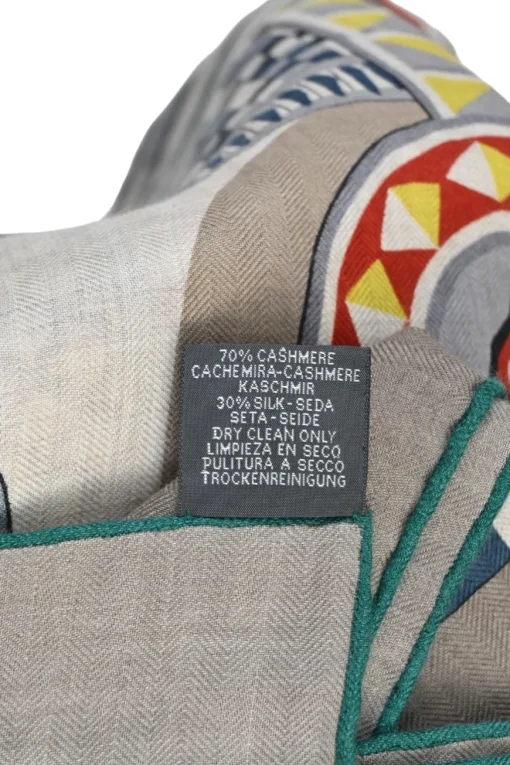 70% CASHMERE
CACHEMIRA-CASHMERE
KASCHMIR
30% SILK-SEDA
SETA-SEIDE
DRY CLEAN ONLY
LIMPIEZA EN SECO
PULITURA A SECCO
TROCKENREINIGUNG